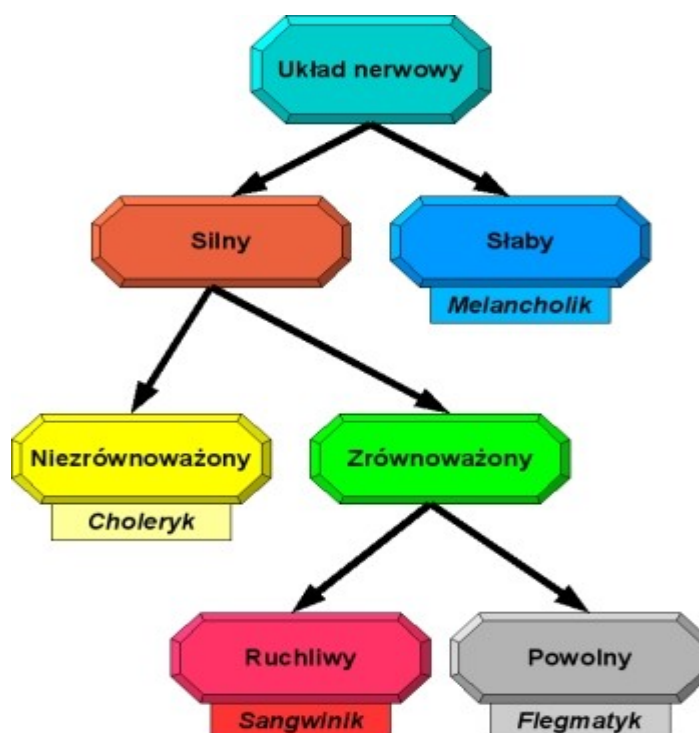 Układ nerwowy
Silny
Słaby
Melancholik
Niezrównoważony
Zrównoważony
Choleryk
Ruchliwy
Powolny
Sangwinik
Flegmatyk